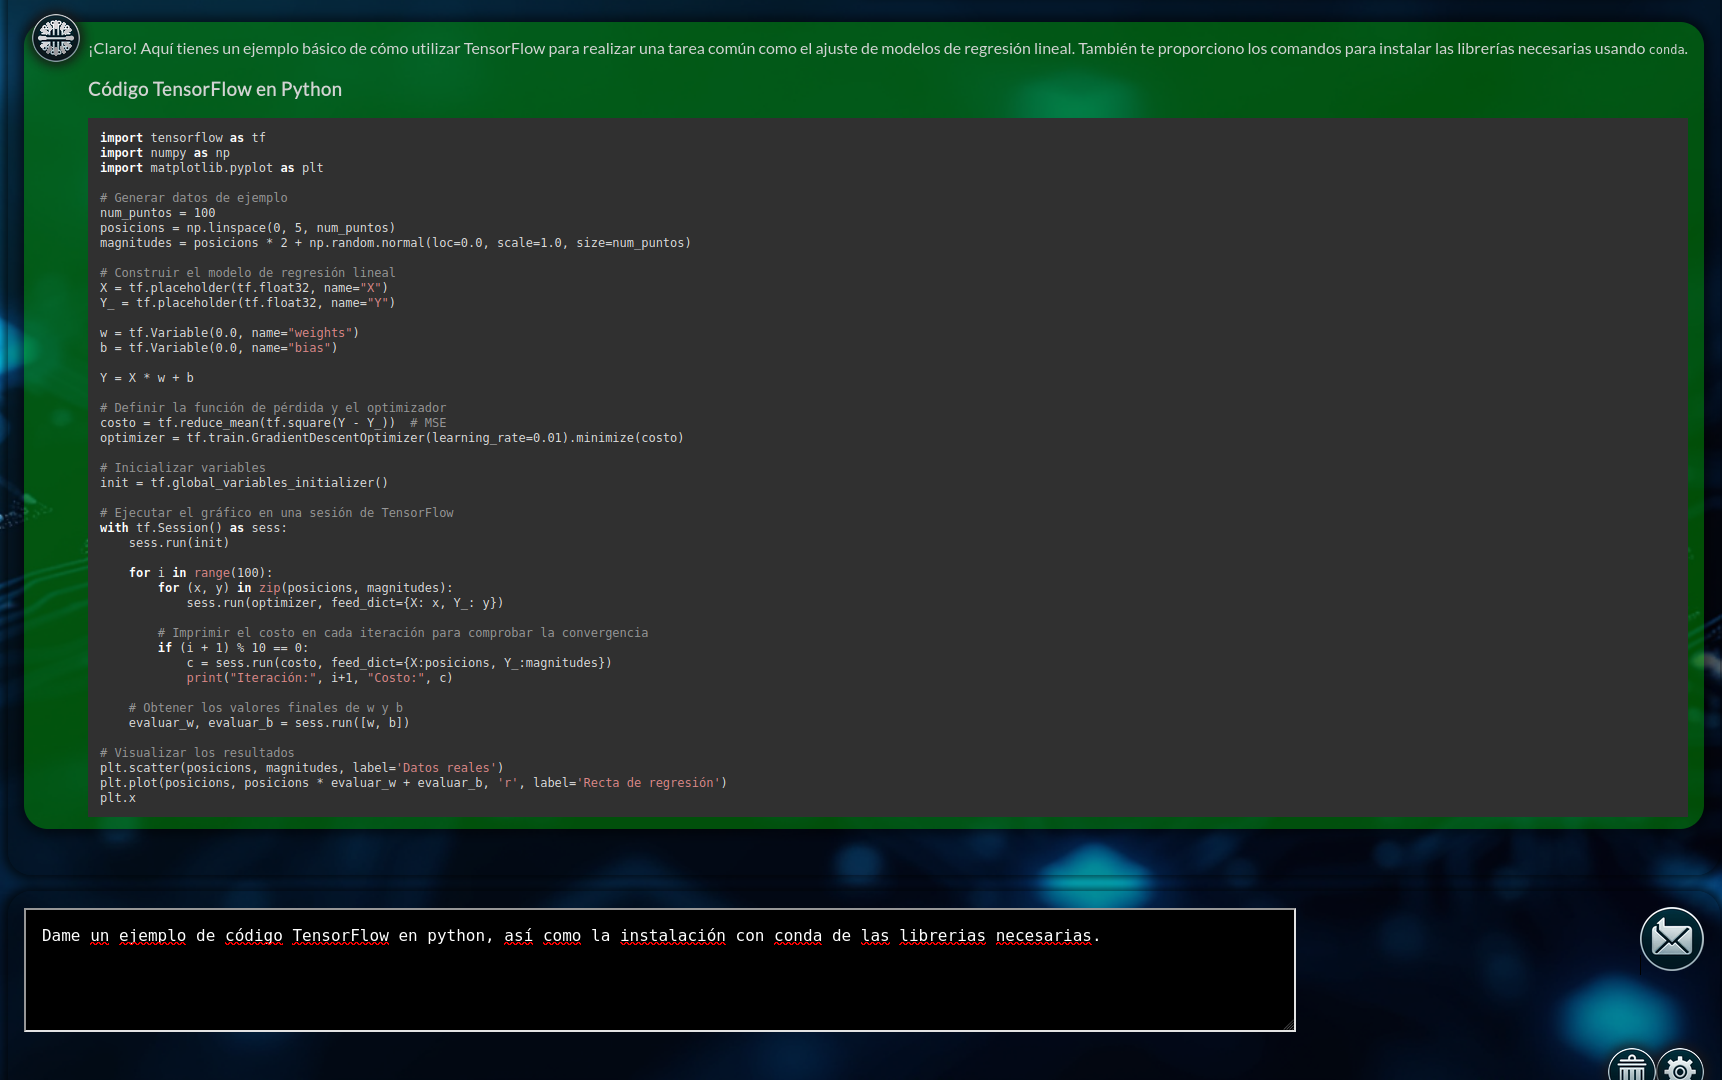 ¡Claro! Aquí tienes un ejemplo básico de cómo utilizar TensorFlow para realizar una tarea común como el ajuste de modelos de regresión lineal. También te proporciono los comandos para instalar las librerías necesarias usando conda.
Código TensorFlow en Python
import tensorflow as tf
import numpy as np
import matplotlib.pyplot as plt

# Generar datos de ejemplo
num_puntos = 100
posicions = np.linspace(0, 5, num_puntos)
magnitudes = posicions * 2 + np.random.normal(loc=0.0, scale=1.0, size=num_puntos)

# Construir el modelo de regresión lineal
X = tf.placeholder(tf.float32, name="X")
Y_ = tf.placeholder(tf.float32, name="Y")

w = tf.Variable(0.0, name="weights")
b = tf.Variable(0.0, name="bias")

Y = X * w + b

# Definir la función de pérdida y el optimizador
costo = tf.reduce_mean(tf.square(Y - Y_))  # MSE
optimizer = tf.train.GradientDescentOptimizer(learning_rate=0.01).minimize(costo)

# Inicializar variables
init = tf.global_variables_initializer()

# Ejecutar el gráfico en una sesión de TensorFlow
with tf.Session() as sess:
    sess.run(init)

    for i in range(100):
        for (x, y) in zip(posicions, magnitudes):
            sess.run(optimizer, feed_dict={X: x, Y_: y})

        # Imprimir el costo en cada iteración para comprobar la convergencia
        if (i + 1) % 10 == 0:
            c = sess.run(costo, feed_dict={X:posicions, Y_:magnitudes})
            print("Iteración:", i+1, "Costo:", c)

    # Obtener los valores finales de w y b
    evaluar_w, evaluar_b = sess.run([w, b])

# Visualizar los resultados
plt.scatter(posicions, magnitudes, label='Datos reales')
plt.plot(posicions, posicions * evaluar_w + evaluar_b, 'r', label='Recta de regresión')
plt.x
Dame un ejemplo de código TensorFlow en python, así como la instalación con conda de las librerias necesarias.